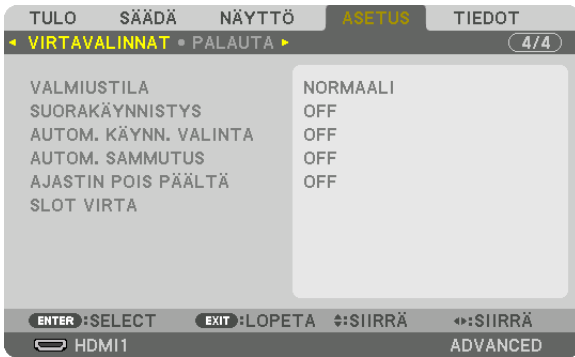 TULO SÄÄDÄ NÄYTTÖ ASETUS TIEDOT
VIRTAVALINNAT • PALAUTA 4/4
VALMIUSTILA NORMAALI
SUORAKÄYNNISTYS OFF
AUTOM. KÄYNN. VALINTA OFF
AUTOM. SAMMUTUS OFF
AJASTIN POIS PÄÄLTÄ OFF
SLOT VIRTA
ENTER :SELECT EXIT :LOPETA :SIIRRÄ :SIIRRÄ
HDMI1 ADVANCED